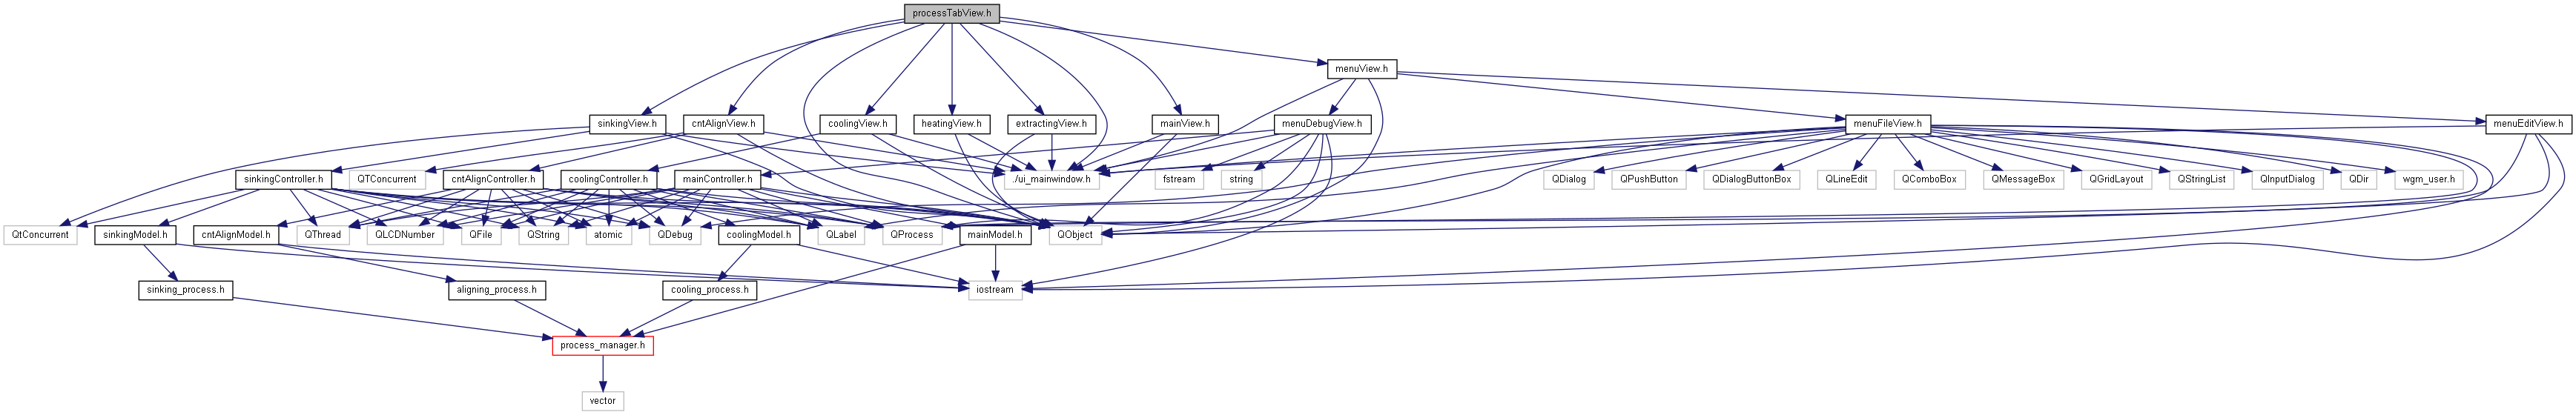 processTabView.h
menuView.h
sinkingView.h
cntAlignView.h
coolingView.h
heatingView.h
extractingView.h
mainView.h
menuDebugView.h
menuFileView.h
menuEditView.h
sinkingController.h
QTConcurrent
cntAlignController.h
coolingController.h
mainController.h
./ui_mainwindow.h
fstream
string
QDialog
QPushButton
QDialogButtonBox
QLineEdit
QComboBox
QMessageBox
QGridLayout
QStringList
QInputDialog
QDir
wgm_user.h
QtConcurrent
sinkingModel.h
cntAlignModel.h
QThread
QLCDNumber
QFile
QString
atomic
QDebug
coolingModel.h
QLabel
QProcess
mainModel.h
QObject
sinking_process.h
aligning_process.h
cooling_process.h
iostream
process_manager.h
vector